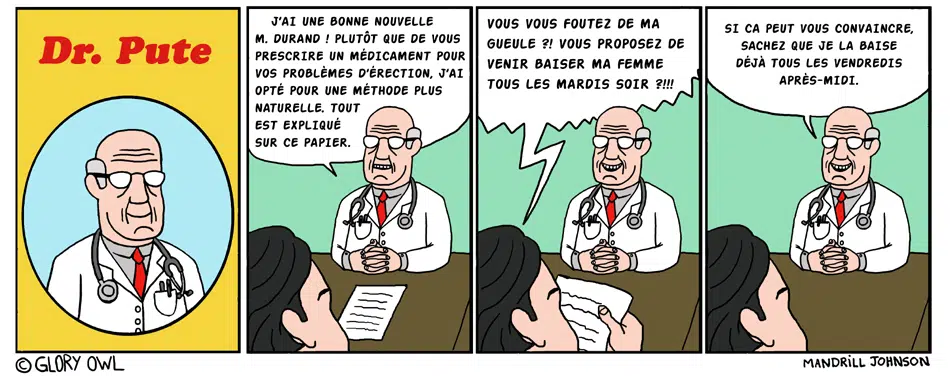 Dr. Pute
J'AI UNE BONNE NOUVELLE
M. DURAND ! PLUTÔT QUE DE VOUS
PRESCRIRE UN MÉDICAMENT POUR
VOS PROBLÈMES D'ÉRECTION, J'AI
OPTÉ POUR UNE MÉTHODE PLUS
NATURELLE. TOUT
EST EXPLIQUÉ
SUR CE PAPIER.
VOUS VOUS FOUTEZ DE MA
GUEULE ?! VOUS PROPOSEZ DE
VENIR BAISER MA FEMME
TOUS LES MARDIS SOIR ?!!!
SI CA PEUT VOUS CONVAINCRE,
SACHEZ QUE JE LA BAISE
DÉJÀ TOUS LES VENDREDIS
APRÈS-MIDI.
© GLORY OWL
MANDRILL JOHNSON